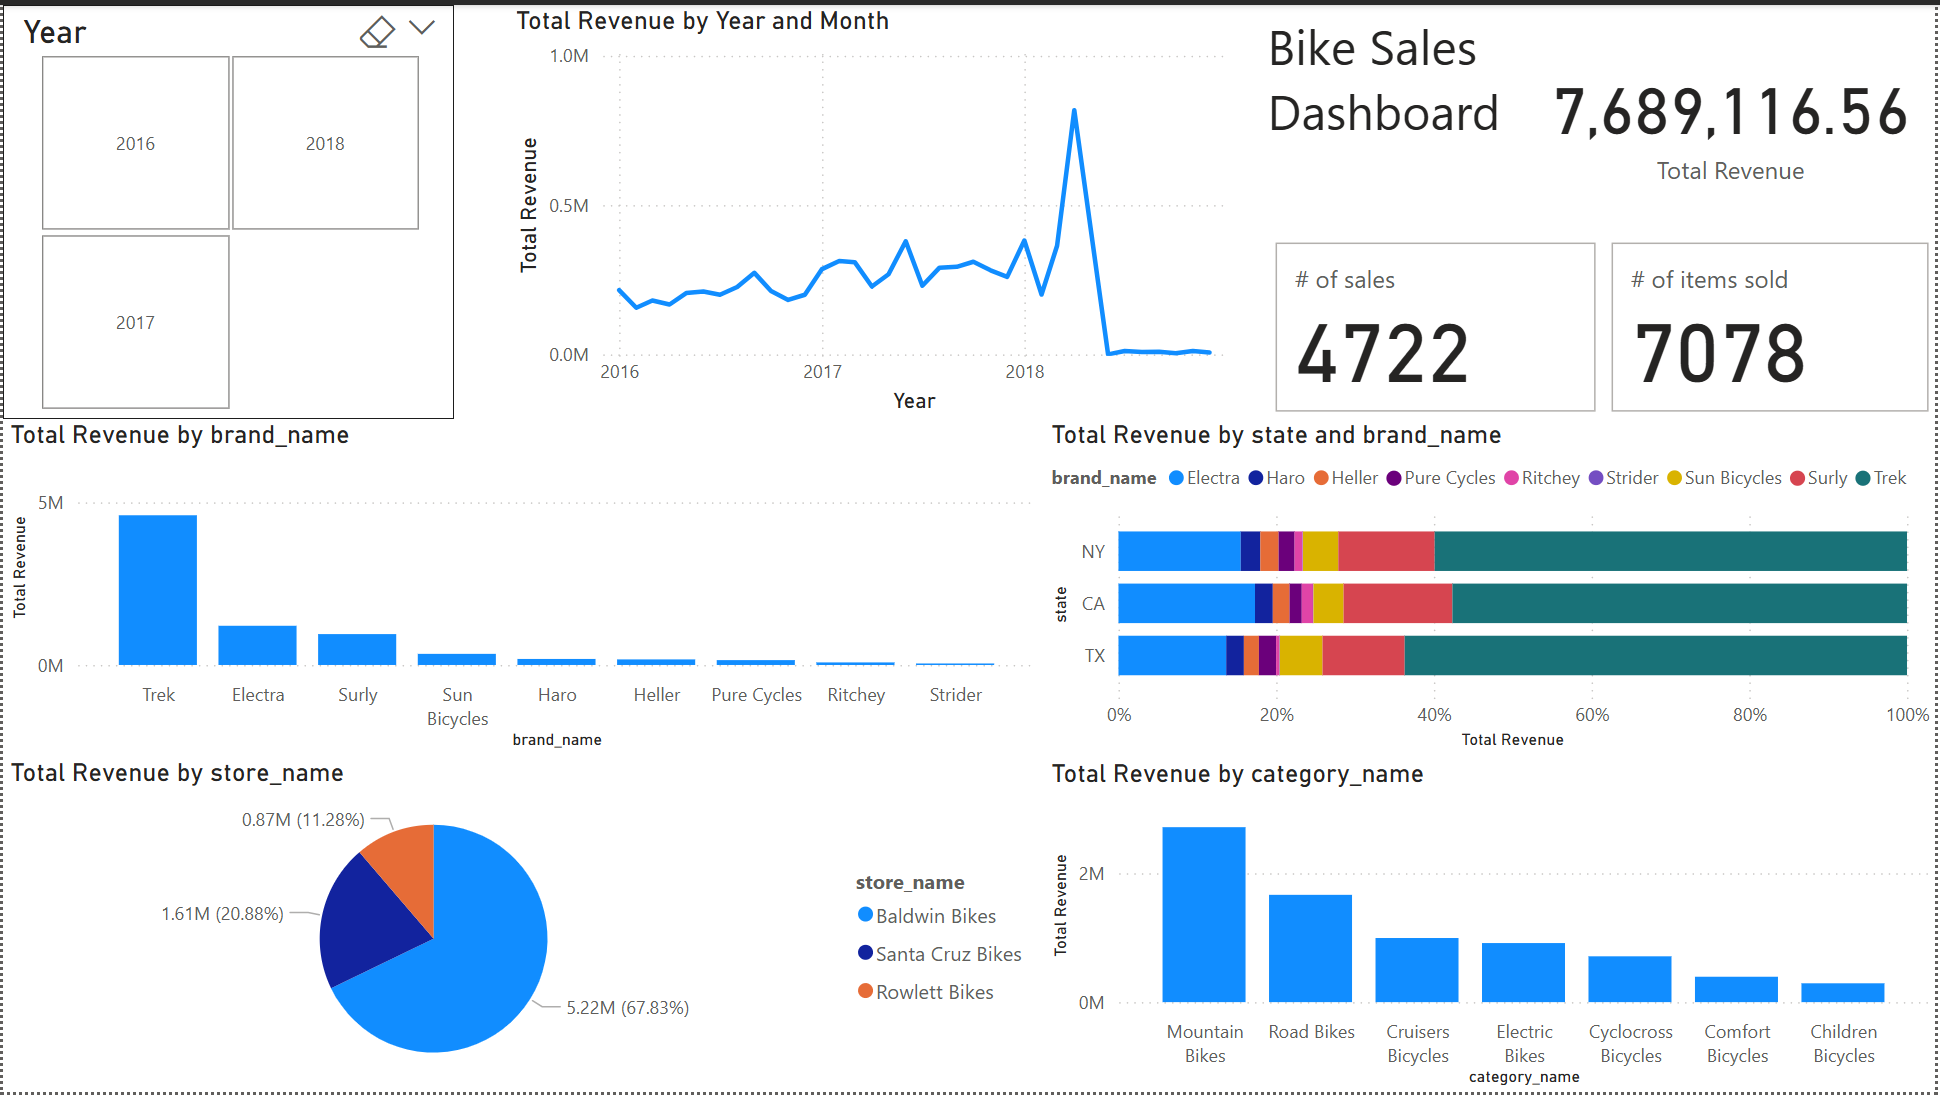 Year
2016
2018
2017
Total Revenue by Year and Month
1.0M
0.5M
0.0M
Total Revenue
2016
2017
2018
Year
Bike Sales
Dashboard
7,689,116.56
Total Revenue
# of sales
4722
# of items sold
7078
Total Revenue by brand_name
5M
0M
Total Revenue
Trek
Electra
Surly
Sun
Bicycles
Haro
Heller
Pure Cycles
Ritchey
Strider
brand_name
Total Revenue by state and brand_name
brand_name Electra Haro Heller Pure Cycles Ritchey Strider Sun Bicycles Surly Trek
NY
CA
TX
state
0%
20%
40%
60%
80%
100%
Total Revenue
Total Revenue by store_name
0.87M (11.28%)
1.61M (20.88%)
5.22M (67.83%)
store_name
Baldwin Bikes
Santa Cruz Bikes
Rowlett Bikes
Total Revenue by category_name
2M
0M
Total Revenue
Mountain
Bikes
Road Bikes
Cruisers
Bicycles
Electric
Bikes
Cyclocross
Bicycles
Comfort
Bicycles
Children
Bicycles
category_name